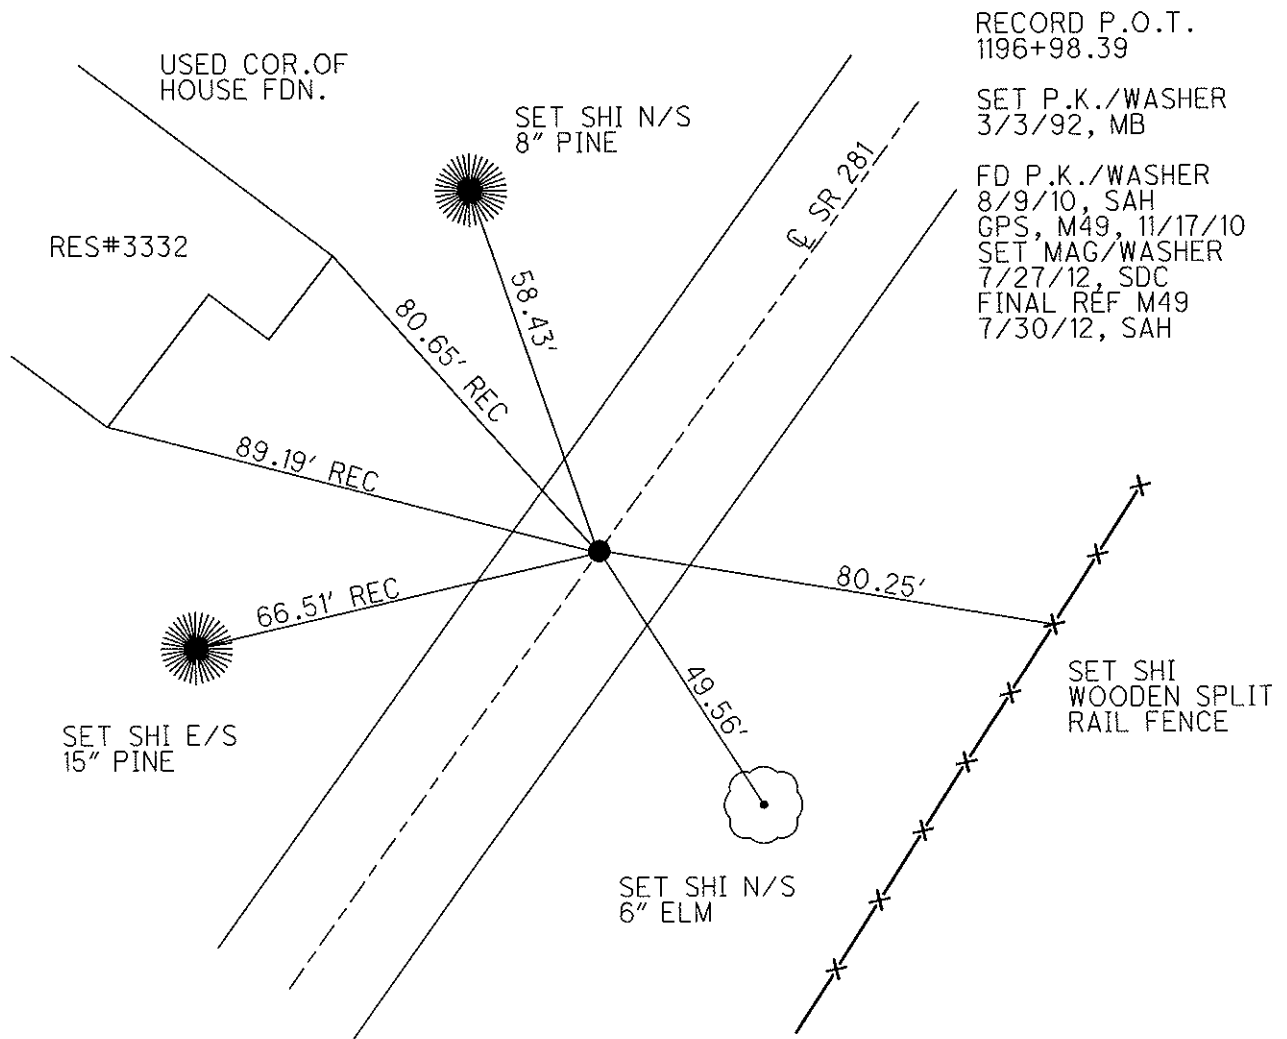 RECORD P.O.T.
1196+98.39
USED COR.OF
HOUSE FDN.
SET P.K./WASHER
3/3/92, MB
SET SHI N/S
8" PINE
℄ SR 281
FD P.K./WASHER
8/9/10, SAH
GPS, M49, 11/17/10
SET MAG/WASHER
7/27/12, SDC
FINAL REF M49
7/30/12, SAH
RES#3332
58.43'
80.65' REC
89.19' REC
66.51' REC
80.25'
49.56'
SET SHI
WOODEN SPLIT
RAIL FENCE
SET SHI E/S
15" PINE
SET SHI N/S
6" ELM